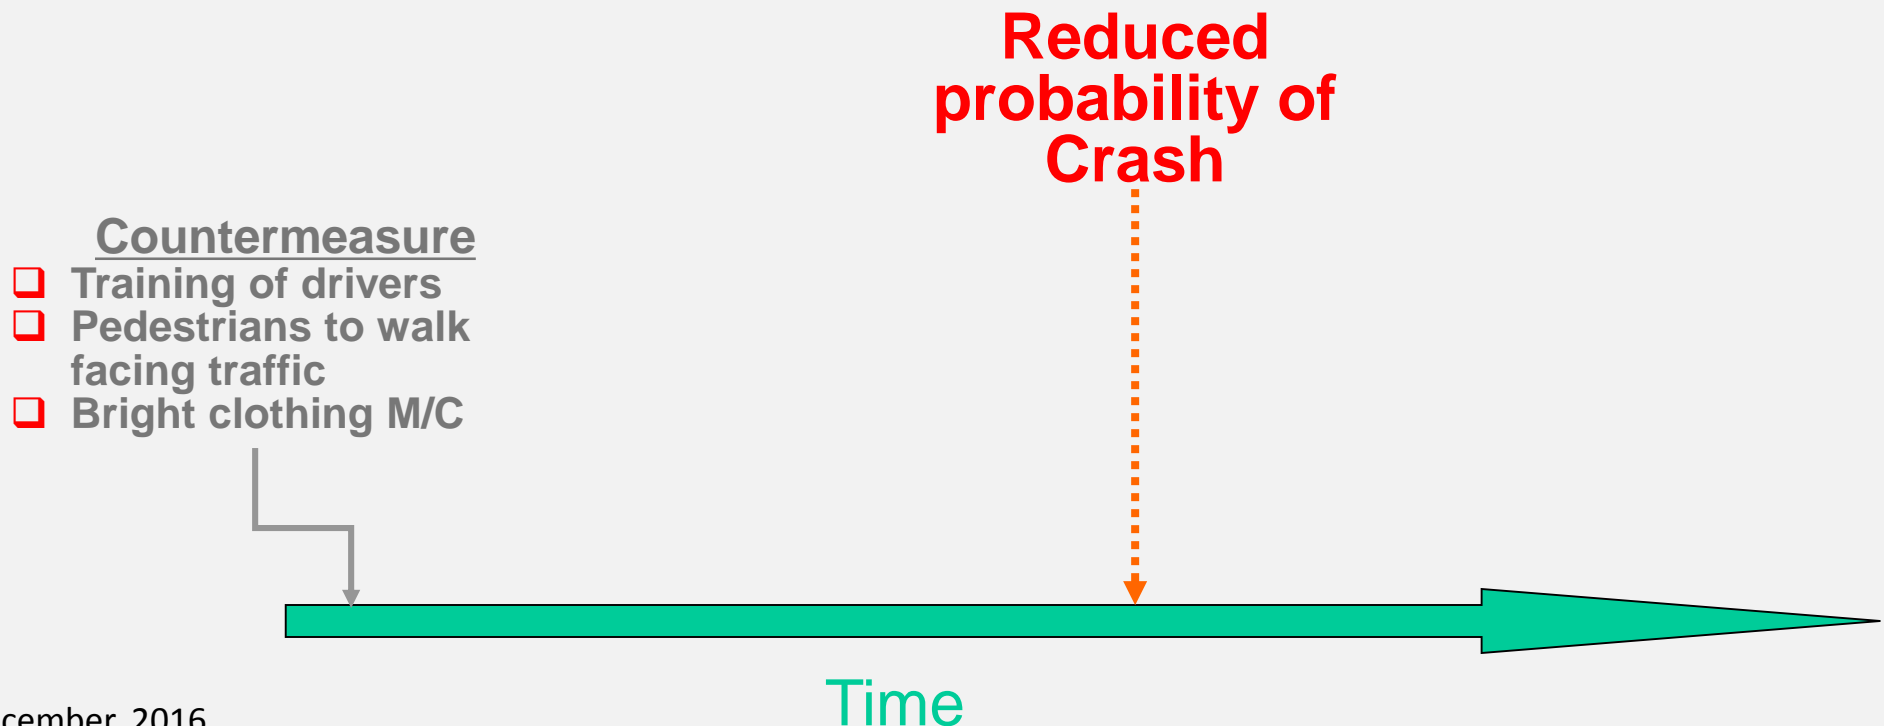 Reduced
probability of
Crash
Countermeasure
❑ Training of drivers
❑ Pedestrians to walk
facing traffic
❑ Bright clothing M/C
Time
cember, 2016